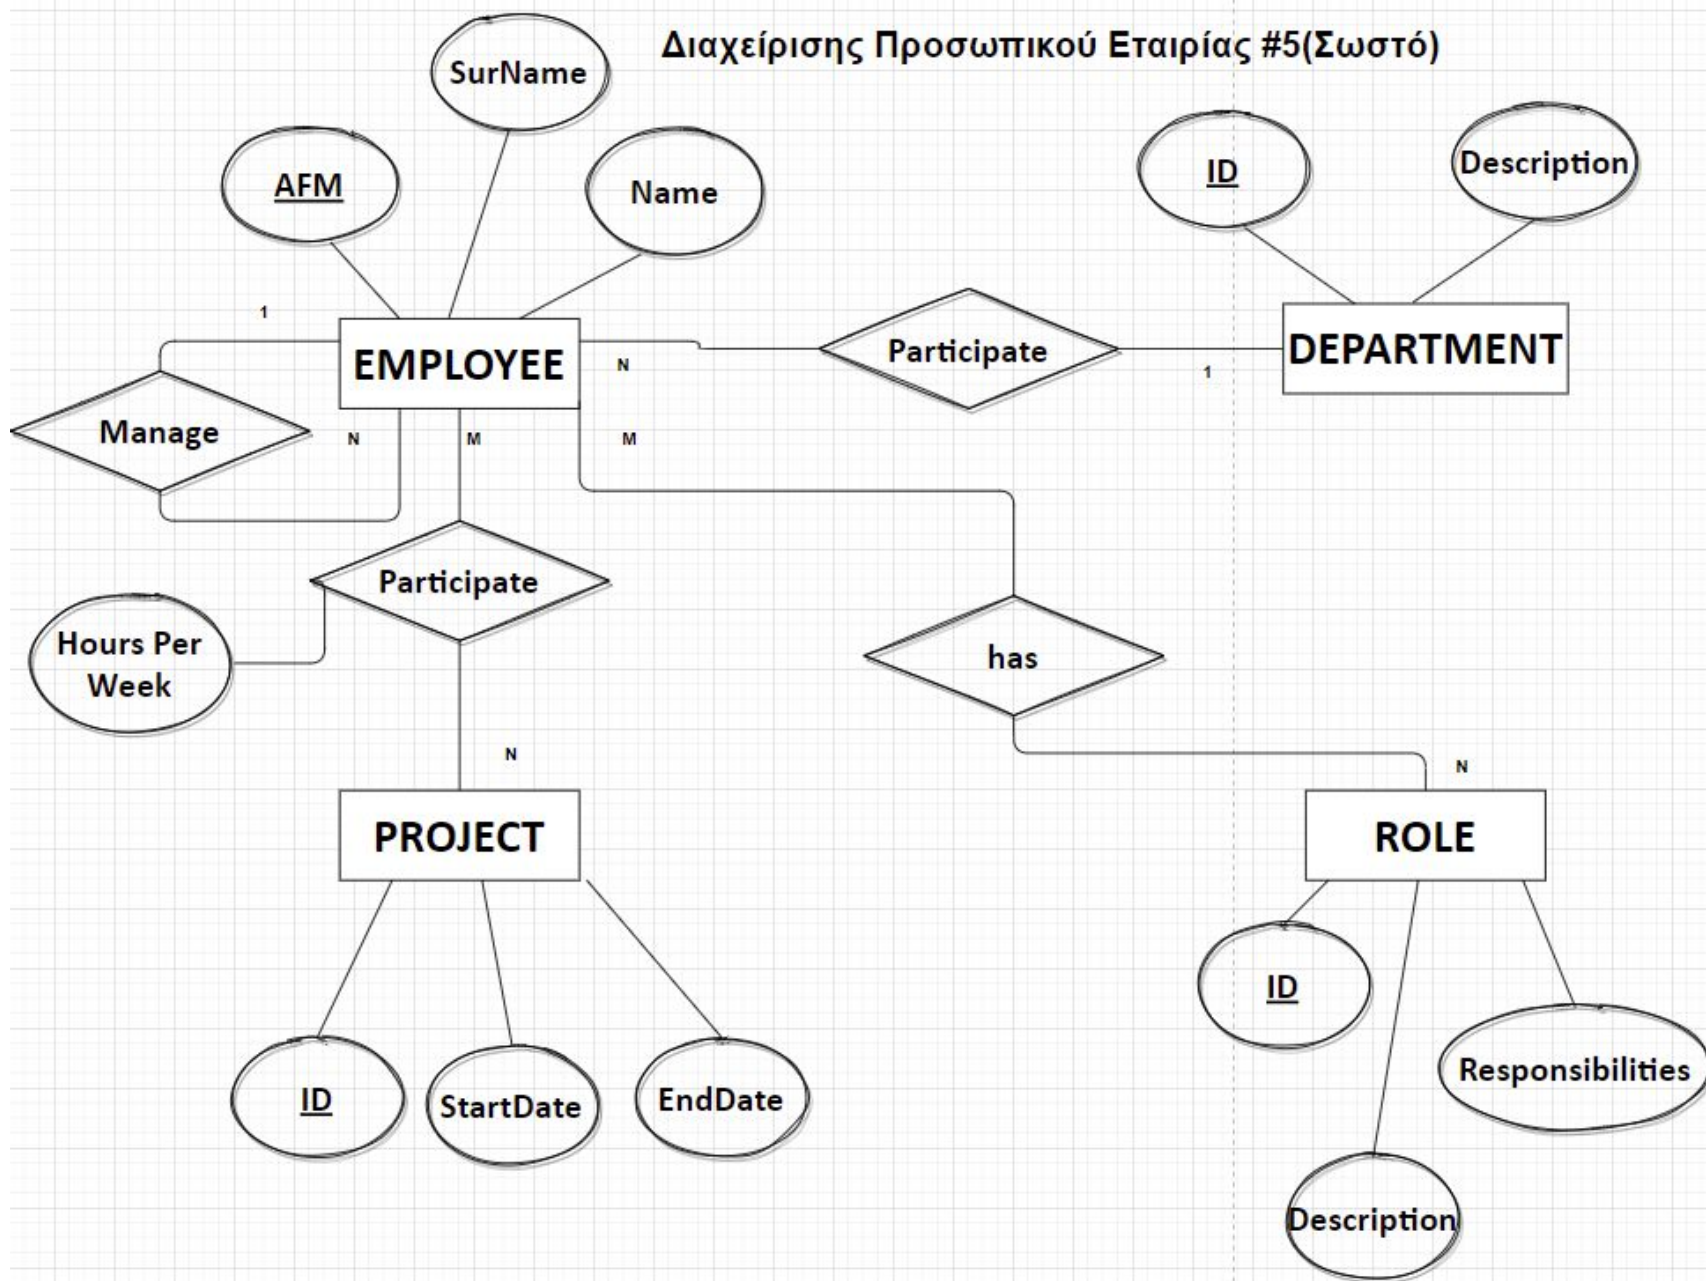 Διαχείρισης Προσωπικού Εταιρίας #5(Σωστό)
SurName
AFM
Name
ID
Description
1
EMPLOYEE
N
Participate
1
DEPARTMENT
Manage
N
M
M
Participate
Hours Per
Week
has
N
N
PROJECT
ROLE
ID
StartDate
EndDate
ID
Responsibilities
Description